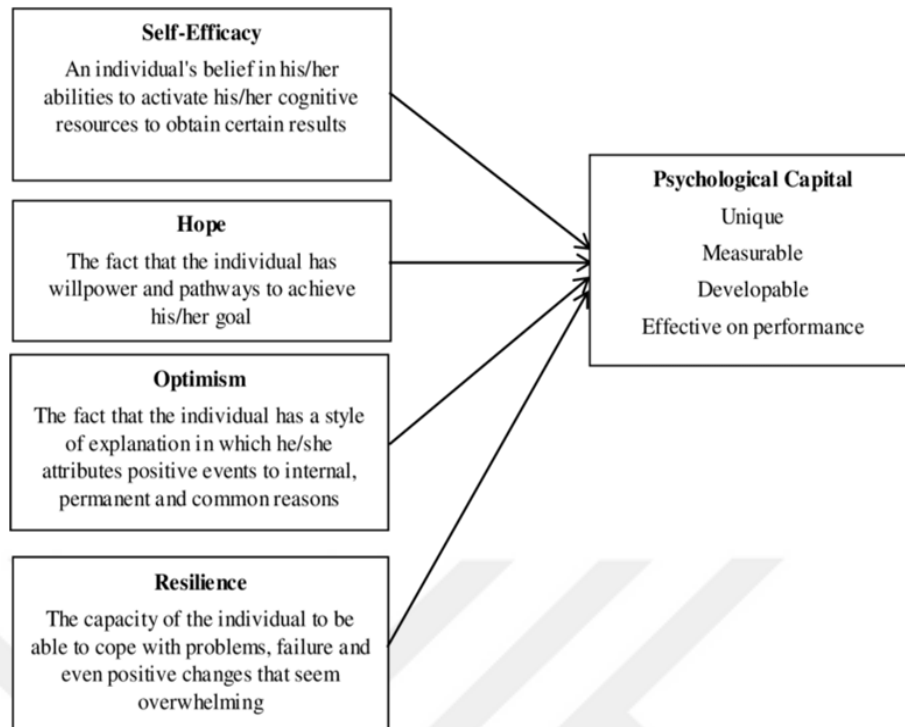 Self-Efficacy
An individual's belief in his/her
abilities to activate his/her cognitive
resources to obtain certain results
Hope
The fact that the individual has
willpower and pathways to achieve
his/her goal
Optimism
The fact that the individual has a style
of explanation in which he/she
attributes positive events to internal,
permanent and common reasons
Resilience
The capacity of the individual to be
able to cope with problems, failure and
even positive changes that seem
overwhelming
Psychological Capital
Unique
Measurable
Developable
Effective on performance